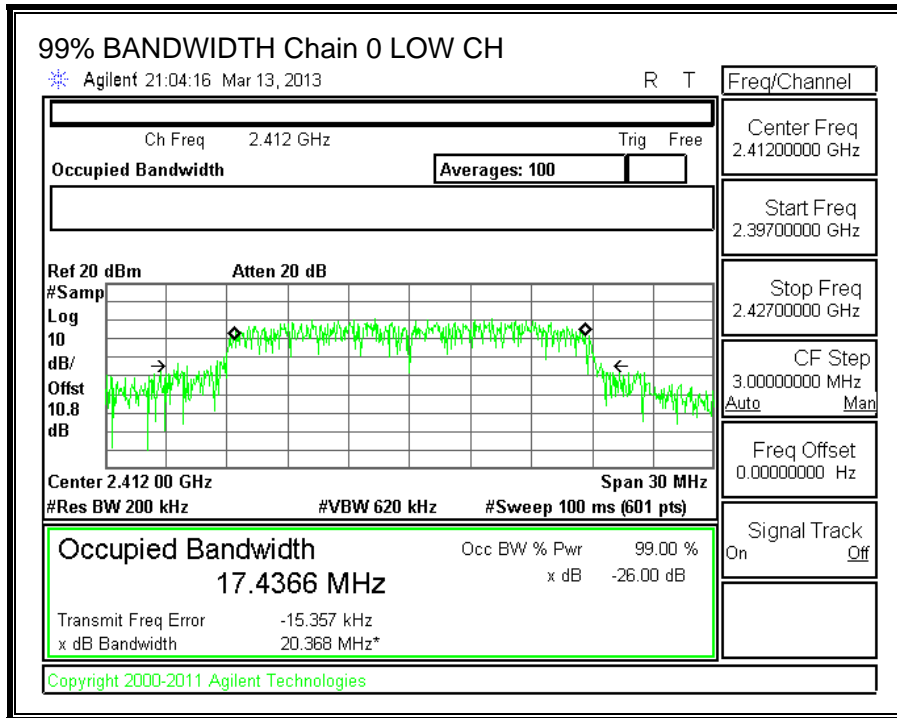 99% BANDWIDTH Chain 0 LOW CH
Agilent 21:04:16 Mar 13, 2013 R T
Ch Freq 2.412 GHz Trig Free
Occupied Bandwidth Averages: 100
Ref 20 dBm Atten 20 dB
#Samp
Log
10
dB/
Offst
10.8
dB
Center 2.412 00 GHz Span 30 MHz
#Res BW 200 kHz #VBW 620 kHz #Sweep 100 ms (601 pts)
Occupied Bandwidth Occ BW % Pwr 99.00 %
17.4366 MHz x dB -26.00 dB
Transmit Freq Error -15.357 kHz
x dB Bandwidth 20.368 MHz*
Copyright 2000-2011 Agilent Technologies
Freq/Channel
Center Freq
2.41200000 GHz
Start Freq
2.39700000 GHz
Stop Freq
2.42700000 GHz
CF Step
3.00000000 MHz
Auto Man
Freq Offset
0.00000000 Hz
Signal Track
On Off